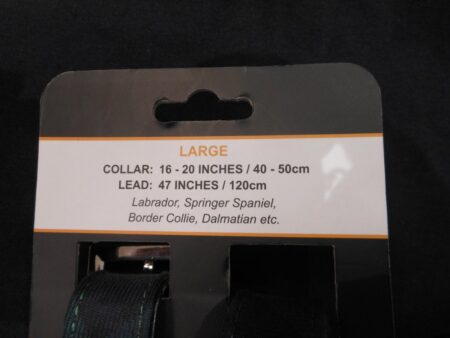 LARGE
COLLAR: 16 - 20 INCHES / 40 - 50cm
LEAD: 47 INCHES / 120cm
Labrador, Springer Spaniel,
Border Collie, Dalmatian etc.